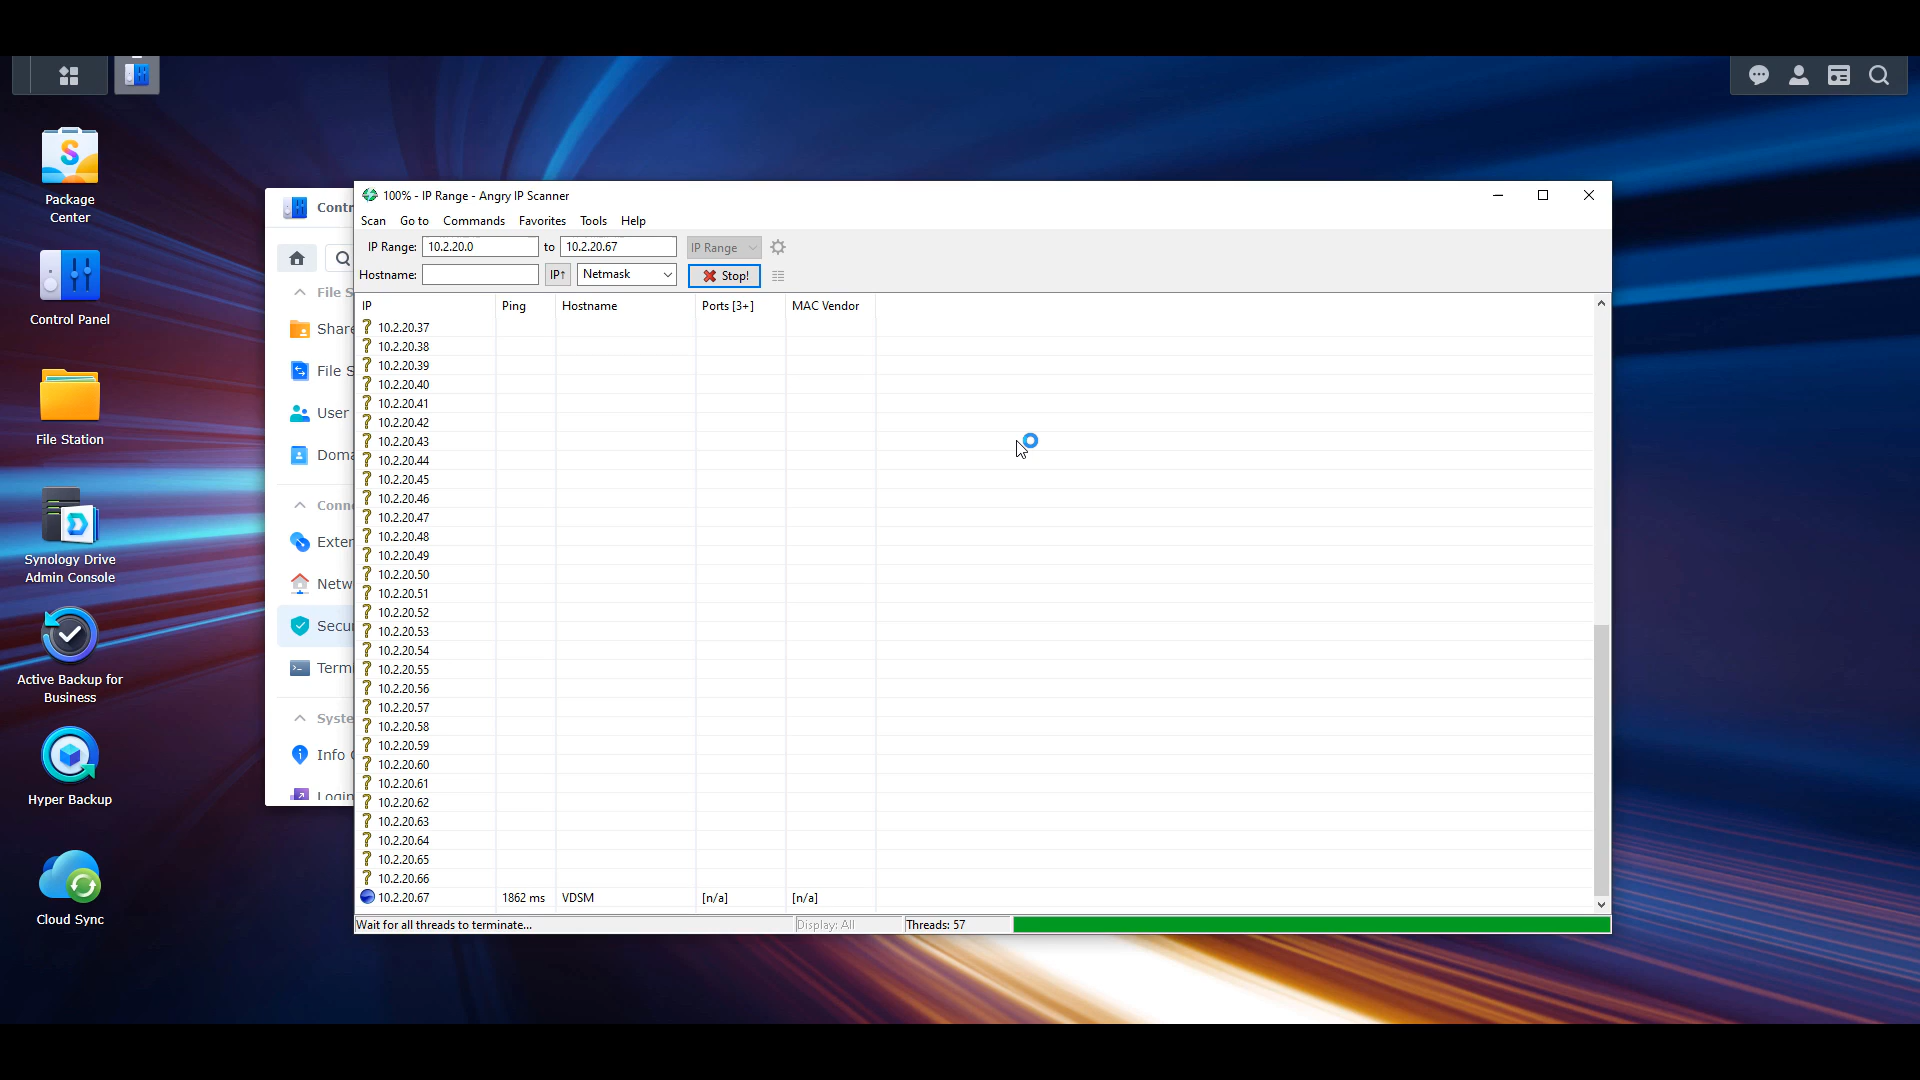 Package
Center
Control Panel
File Station
Synology Drive
Admin Console
Active Backup for
Business
Hyper Backup
Cloud Sync
Contr
File S
Share
File S
User
Doma
Conne
Exter
Netw
Secur
Term
Syste
Info C
Login
100% - IP Range - Angry IP Scanner
Scan Go to Commands Favorites Tools Help
IP Range: 10.2.20.0 to 10.2.20.67 IP Range
Hostname: IP↑ Netmask Stop!
IP Ping Hostname Ports [3+] MAC Vendor
10.2.20.37
10.2.20.38
10.2.20.39
10.2.20.40
10.2.20.41
10.2.20.42
10.2.20.43
10.2.20.44
10.2.20.45
10.2.20.46
10.2.20.47
10.2.20.48
10.2.20.49
10.2.20.50
10.2.20.51
10.2.20.52
10.2.20.53
10.2.20.54
10.2.20.55
10.2.20.56
10.2.20.57
10.2.20.58
10.2.20.59
10.2.20.60
10.2.20.61
10.2.20.62
10.2.20.63
10.2.20.64
10.2.20.65
10.2.20.66
10.2.20.67 1862 ms VDSM [n/a] [n/a]
Wait for all threads to terminate... Display: All Threads: 57